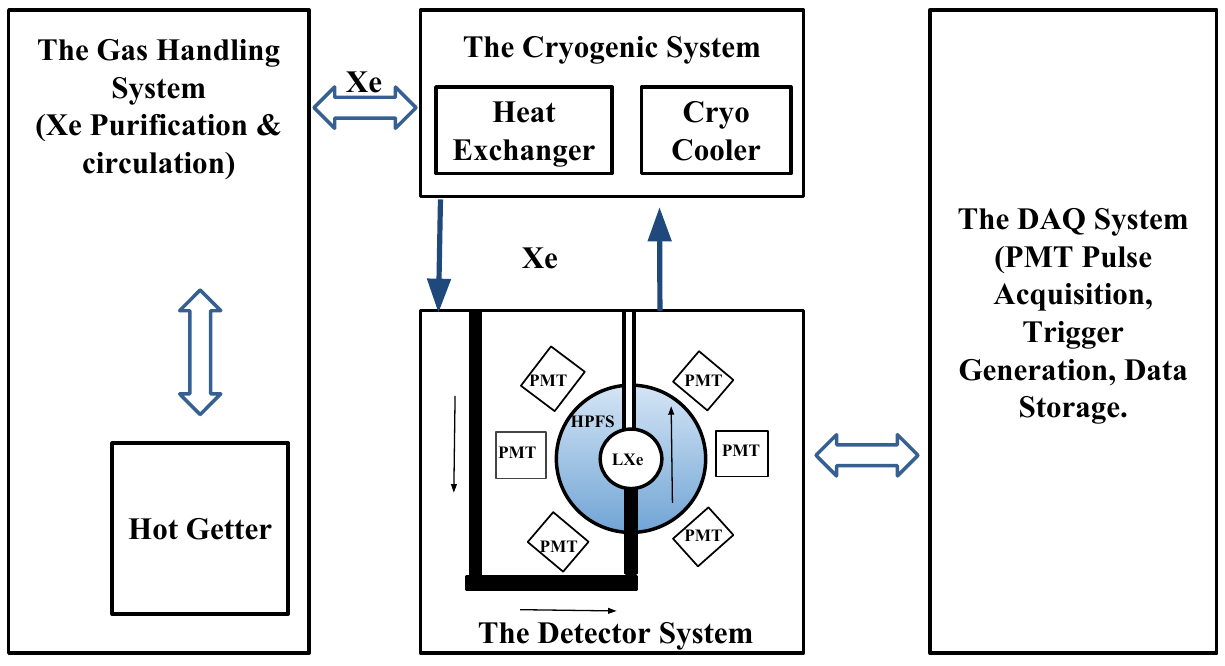 The Gas Handling
System
(Xe Purification &
circulation)
Hot Getter
Xe
The Cryogenic System
Heat
Exchanger
Cryo
Cooler
Xe
PMT
PMT
HPFS
PMT
LXe
PMT
PMT
PMT
The Detector System
The DAQ System
(PMT Pulse
Acquisition,
Trigger
Generation, Data
Storage.